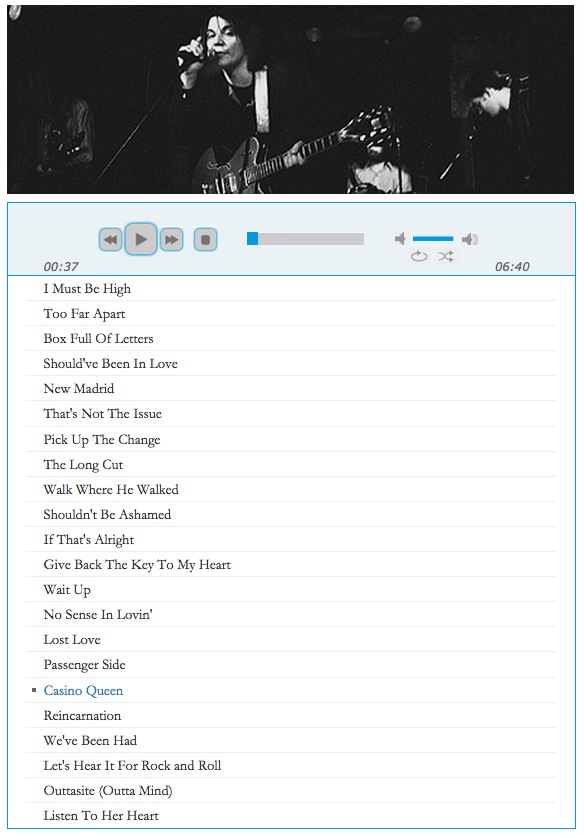 00:37
06:40
I Must Be High
Too Far Apart
Box Full Of Letters
Should've Been In Love
New Madrid
That's Not The Issue
Pick Up The Change
The Long Cut
Walk Where He Walked
Shouldn't Be Ashamed
If That's Alright
Give Back The Key To My Heart
Wait Up
No Sense In Lovin'
Lost Love
Passenger Side
Casino Queen
Reincarnation
We've Been Had
Let's Hear It For Rock and Roll
Outtasite (Outta Mind)
Listen To Her Heart